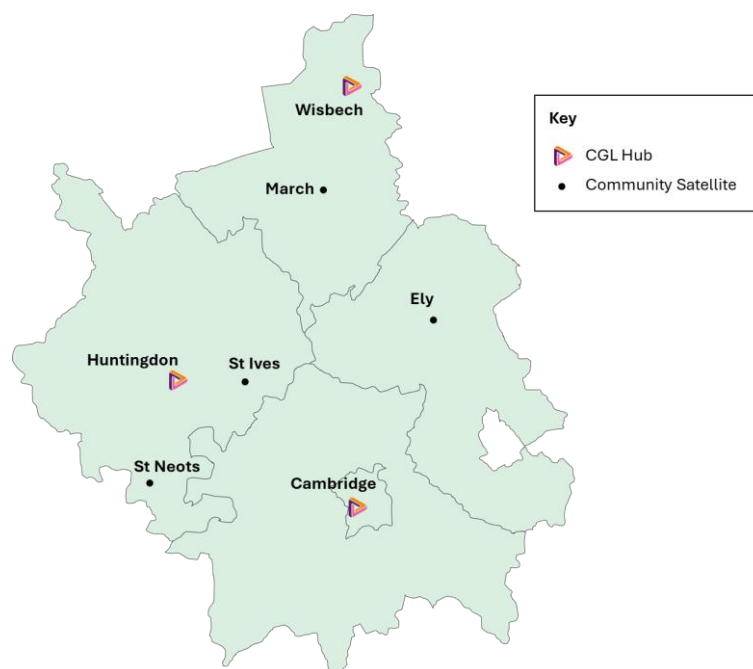 Wisbech
Key
CGL Hub
Community Satellite
March
Ely
Huntingdon
St Ives
St Neots
Cambridge